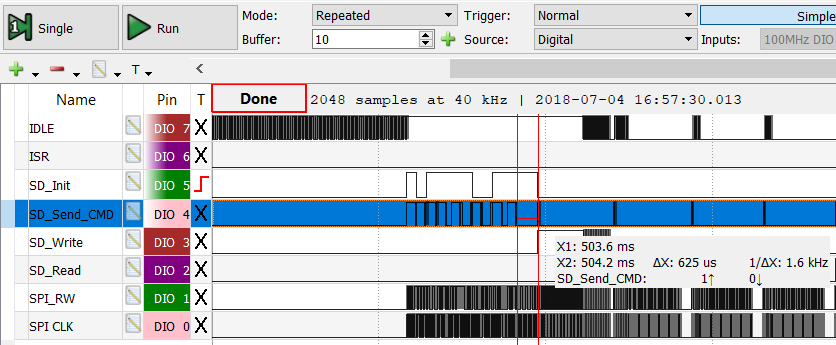 Single
Run
Mode: Repeated Trigger: Normal Simple
Buffer: 10 Source: Digital Inputs: 100MHz DIO
T
Name Pin T Done 2048 samples at 40 kHz | 2018-07-04 16:57:30.013
IDLE DIO 7 X
ISR DIO 6 X
SD_Init DIO 5
SD_Send_CMD DIO 4 X
SD_Write DIO 3 X
X1: 503.6 ms
SD_Read DIO 2 X
X2: 504.2 ms ΔX: 625 us 1/ΔX: 1.6 kHz
SD_Send_CMD: 1↑ 0↓
SPI_RW DIO 1 X
SPI CLK DIO 0 X